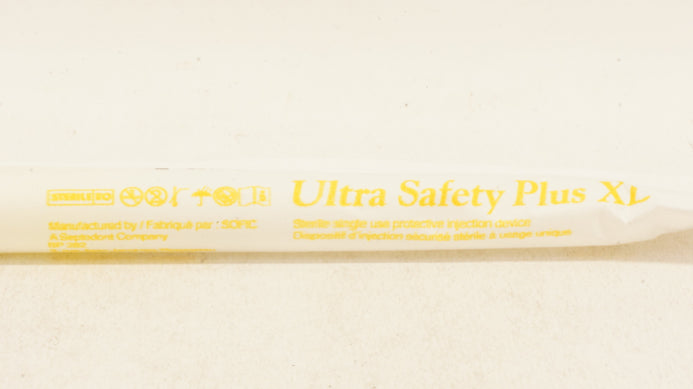 STERILE EO
Ultra Safety Plus XL
Manufactured by / Fabriqué par : SOFIC
A Septodont Company
Sterile single use protective injection device
Dispositif d'injection sécurisé stérile à usage unique